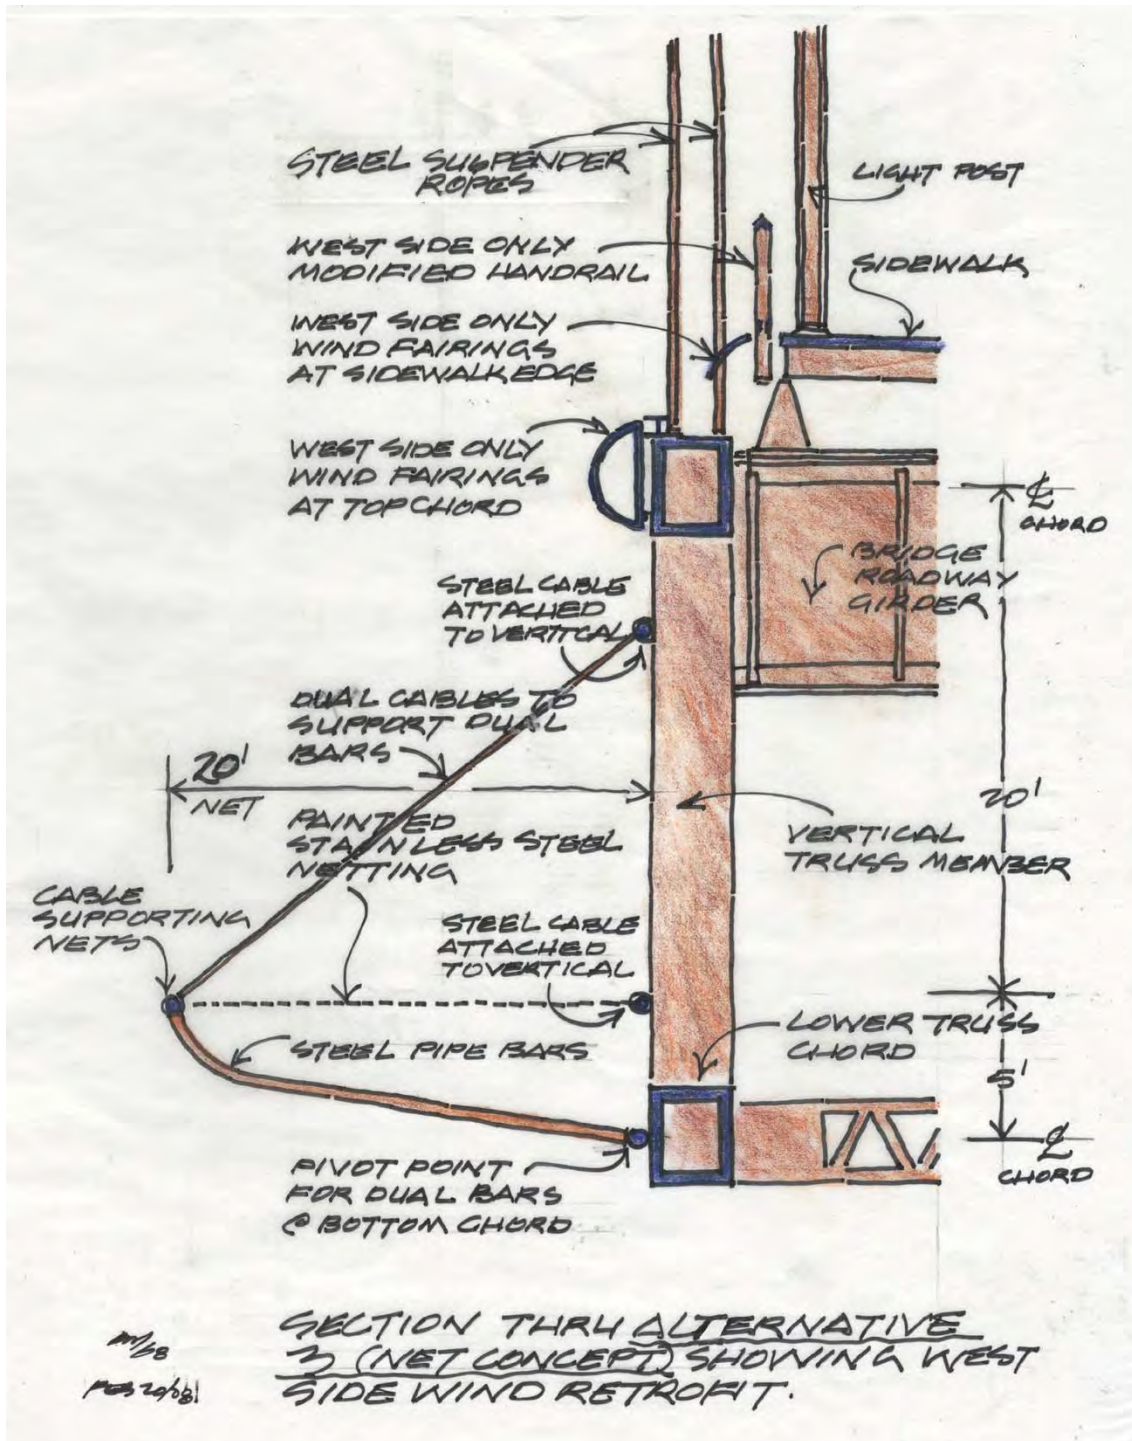 STEEL SUSPENDER
ROPES
LIGHT POST
WEST SIDE ONLY
MODIFIED HANDRAIL
SIDEWALK
WEST SIDE ONLY
WIND FAIRINGS
AT SIDEWALK EDGE
WEST SIDE ONLY
WIND FAIRINGS
AT TOP CHORD
℄
CHORD
BRIDGE
ROADWAY
GIRDER
STEEL CABLE
ATTACHED
TO VERTICAL
DUAL CABLES TO
SUPPORT DUAL
BARS
20'
NET
20'
PAINTED
STAINLESS STEEL
NETTING
VERTICAL
TRUSS MEMBER
CABLE
SUPPORTING
NETS
STEEL CABLE
ATTACHED
TO VERTICAL
STEEL PIPE BARS
LOWER TRUSS
CHORD
5'
℄
CHORD
PIVOT POINT
FOR DUAL BARS
@ BOTTOM CHORD
SECTION THRU ALTERNATIVE
3 (NET CONCEPT) SHOWING WEST
SIDE WIND RETROFIT.